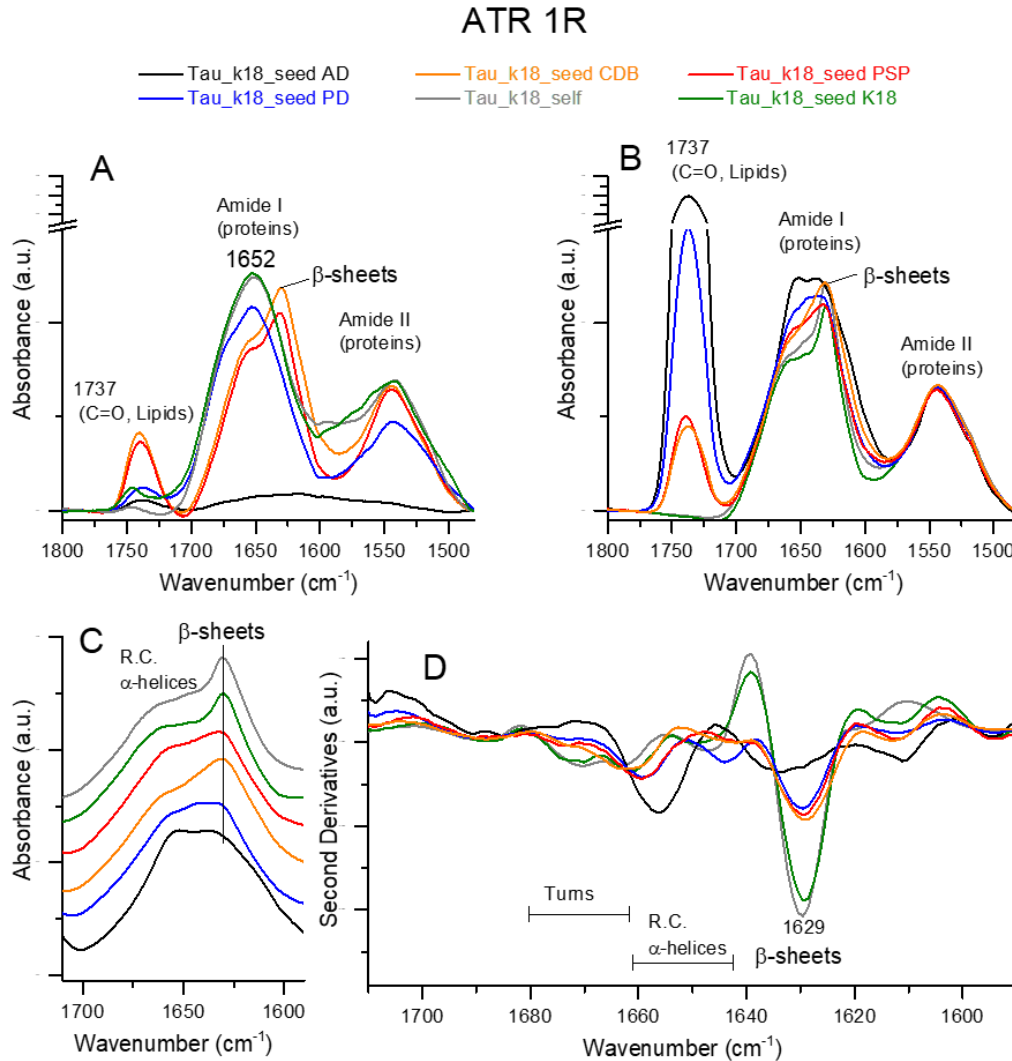 ATR 1R
Tau_k18_seed AD
Tau_k18_seed CDB
Tau_k18_seed PSP
Tau_k18_seed PD
Tau_k18_self
Tau_k18_seed K18
A
Absorbance (a.u.)
1737
(C=O, Lipids)
Amide I
(proteins)
1652
β-sheets
Amide II
(proteins)
1800 1750 1700 1650 1600 1550 1500
Wavenumber (cm⁻¹)
B
Absorbance (a.u.)
1737
(C=O, Lipids)
Amide I
(proteins)
β-sheets
Amide II
(proteins)
1800 1750 1700 1650 1600 1550 1500
Wavenumber (cm⁻¹)
C
Absorbance (a.u.)
β-sheets
R.C.
α-helices
1700 1650 1600
Wavenumber (cm⁻¹)
D
Second Derivatives (a.u.)
Turns
R.C.
α-helices
1629
β-sheets
1700 1680 1660 1640 1620 1600
Wavenumber (cm⁻¹)